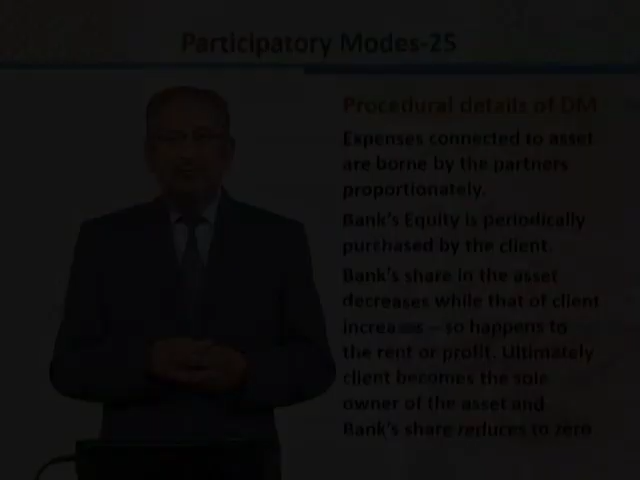 Participatory Modes-25
Procedural details of DM
Expenses connected to asset
are borne by the partners
proportionately.
Bank's Equity is periodically
purchased by the client.
Bank's share in the asset
decreases while that of client
increases – so happens to
the rent or profit. Ultimately
client becomes the sole
owner of the asset and
Bank's share reduces to zero